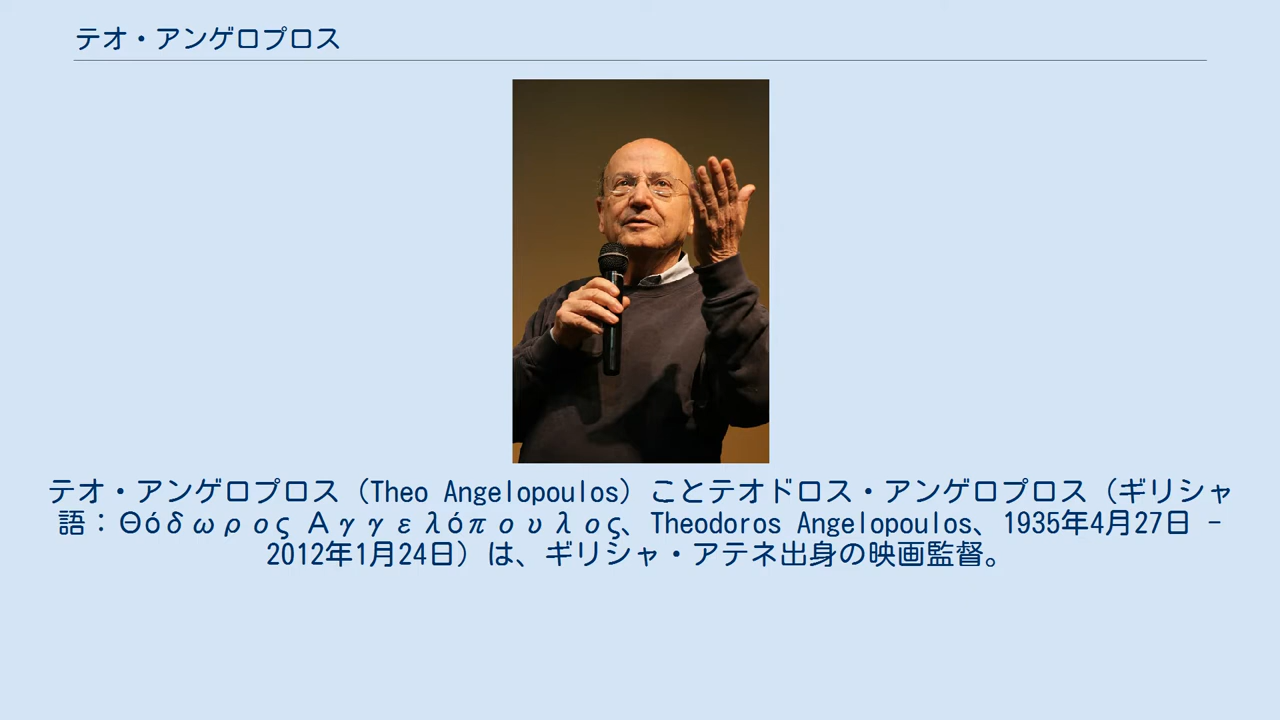 テオ・アンゲロプロス
テオ・アンゲロプロス（Theo Angelopoulos）ことテオドロス・アンゲロプロス（ギリシャ
語：Θόδωρος Αγγελόπουλος、Theodoros Angelopoulos、1935年4月27日 -
2012年1月24日）は、ギリシャ・アテネ出身の映画監督。